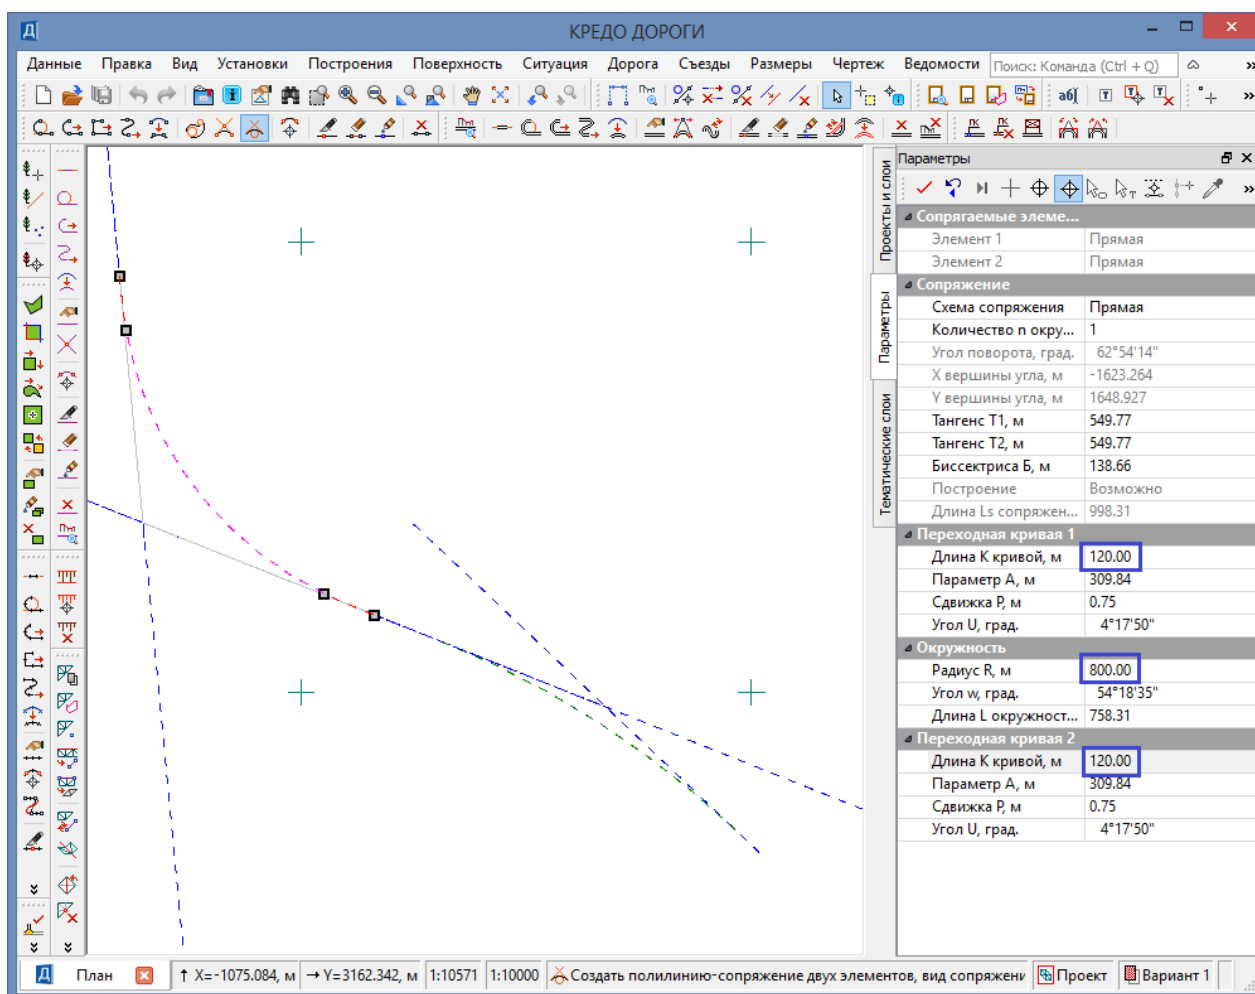 КРЕДО ДОРОГИ
Данные Правка Вид Установки Построения Поверхность Ситуация Дорога Съезды Размеры Чертеж Ведомости Поиск: Команда (Ctrl + Q)
Проекты и слои
Параметры
Тематические слои
Параметры
Сопрягаемые элеме...
Элемент 1 Прямая
Элемент 2 Прямая
Сопряжение
Схема сопряжения Прямая
Количество n окру... 1
Угол поворота, град. 62°54'14"
X вершины угла, м -1623.264
Y вершины угла, м 1648.927
Тангенс Т1, м 549.77
Тангенс Т2, м 549.77
Биссектриса Б, м 138.66
Построение Возможно
Длина Ls сопряжен... 998.31
Переходная кривая 1
Длина К кривой, м 120.00
Параметр А, м 309.84
Сдвижка Р, м 0.75
Угол U, град. 4°17'50"
Окружность
Радиус R, м 800.00
Угол w, град. 54°18'35"
Длина L окружност... 758.31
Переходная кривая 2
Длина К кривой, м 120.00
Параметр А, м 309.84
Сдвижка Р, м 0.75
Угол U, град. 4°17'50"
Д План X=-1075.084, м Y=3162.342, м 1:10571 1:10000 Создать полилинию-сопряжение двух элементов, вид сопряжени Проект Вариант 1